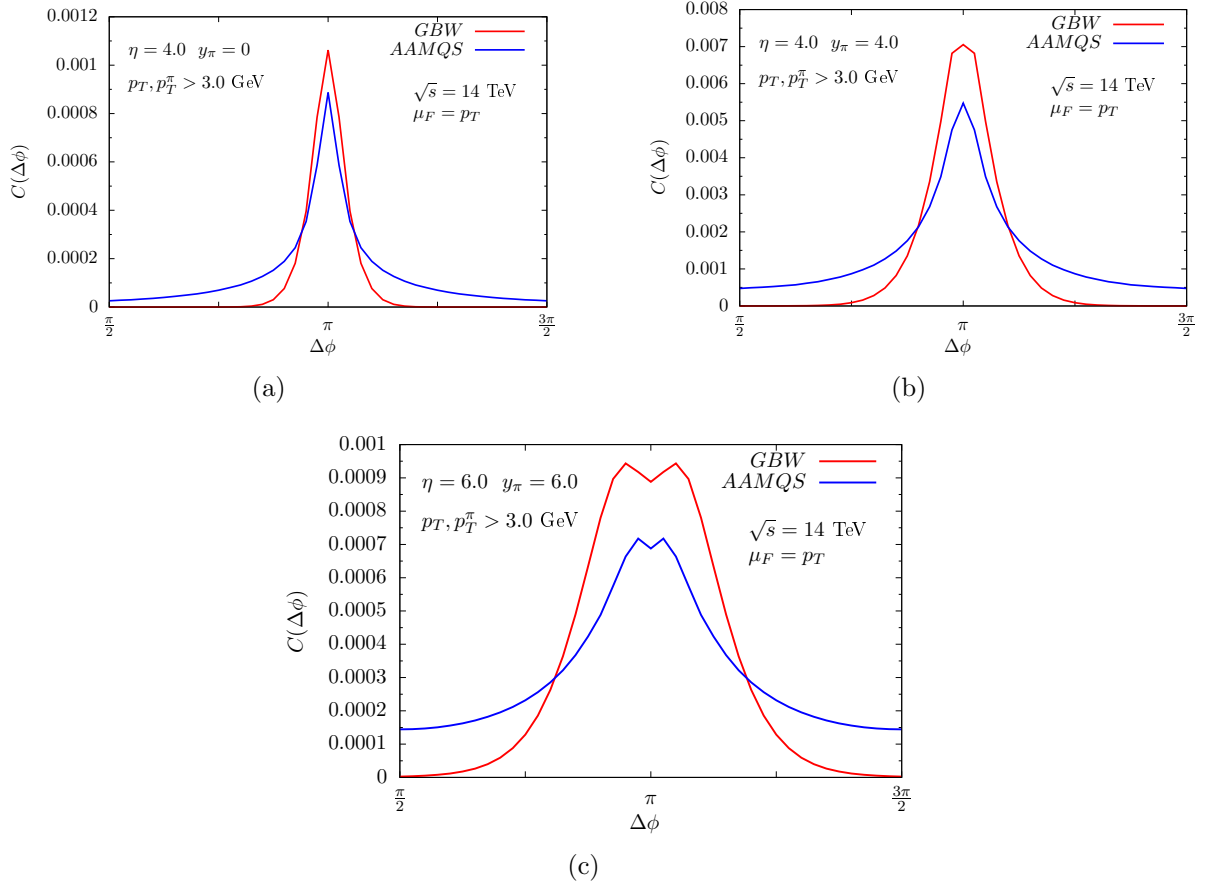 0.0012
0.001
0.0008
0.0006
0.0004
0.0002
0
C(Δϕ)
η = 4.0 y_π = 0
p_T, p_T^π > 3.0 GeV
GBW
AAMQS
√s = 14 TeV
μ_F = p_T
π/2
π
3π/2
Δϕ
(a)
0.008
0.007
0.006
0.005
0.004
0.003
0.002
0.001
0
C(Δϕ)
η = 4.0 y_π = 4.0
p_T, p_T^π > 3.0 GeV
GBW
AAMQS
√s = 14 TeV
μ_F = p_T
π/2
π
3π/2
Δϕ
(b)
0.001
0.0009
0.0008
0.0007
0.0006
0.0005
0.0004
0.0003
0.0002
0.0001
0
C(Δϕ)
η = 6.0 y_π = 6.0
p_T, p_T^π > 3.0 GeV
GBW
AAMQS
√s = 14 TeV
μ_F = p_T
π/2
π
3π/2
Δϕ
(c)